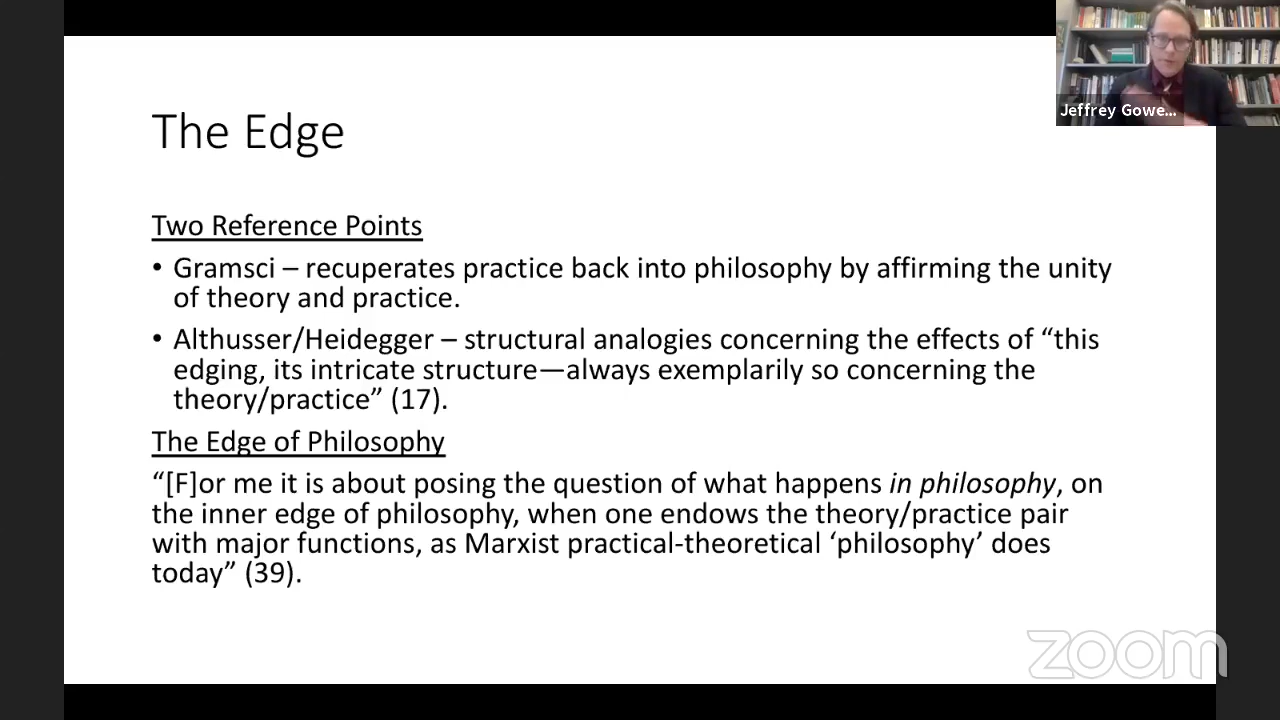 Jeffrey Gowe...
The Edge
Two Reference Points
• Gramsci – recuperates practice back into philosophy by affirming the unity
of theory and practice.
• Althusser/Heidegger – structural analogies concerning the effects of “this
edging, its intricate structure—always exemplarily so concerning the
theory/practice” (17).
The Edge of Philosophy
“[F]or me it is about posing the question of what happens in philosophy, on
the inner edge of philosophy, when one endows the theory/practice pair
with major functions, as Marxist practical-theoretical ‘philosophy’ does
today” (39).
zoom